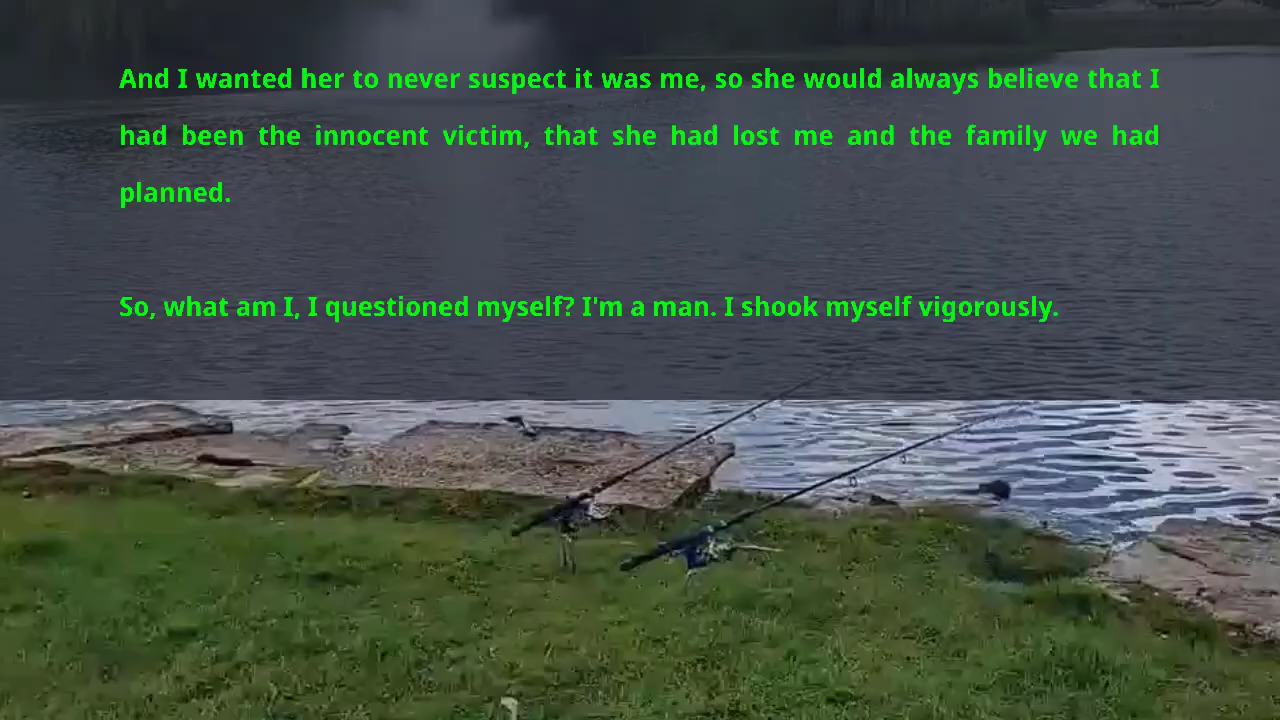 And I wanted her to never suspect it was me, so she would always believe that I
had been the innocent victim, that she had lost me and the family we had
planned.
So, what am I, I questioned myself? I'm a man. I shook myself vigorously.